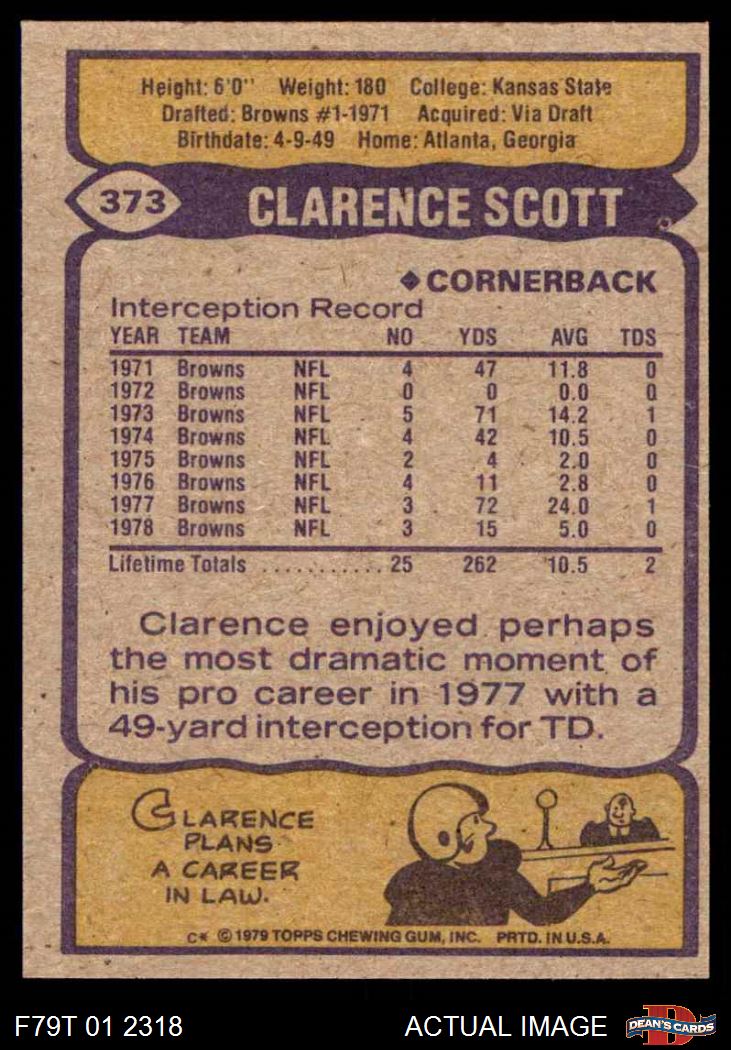 Height: 6'0" Weight: 180 College: Kansas State
Drafted: Browns #1-1971 Acquired: Via Draft
Birthdate: 4-9-49 Home: Atlanta, Georgia
373 CLARENCE SCOTT
◆ CORNERBACK
Interception Record
YEAR TEAM NO YDS AVG TDS
1971 Browns NFL 4 47 11.8 0
1972 Browns NFL 0 0 0.0 0
1973 Browns NFL 5 71 14.2 1
1974 Browns NFL 4 42 10.5 0
1975 Browns NFL 2 4 2.0 0
1976 Browns NFL 4 11 2.8 0
1977 Browns NFL 3 72 24.0 1
1978 Browns NFL 3 15 5.0 0
Lifetime Totals ........... 25 262 10.5 2
Clarence enjoyed perhaps
the most dramatic moment of
his pro career in 1977 with a
49-yard interception for TD.
CLARENCE
PLANS
A CAREER
IN LAW.
C* © 1979 TOPPS CHEWING GUM, INC. PRTD. IN U.S.A.
F79T 01 2318 ACTUAL IMAGE D DEAN'S CARDS